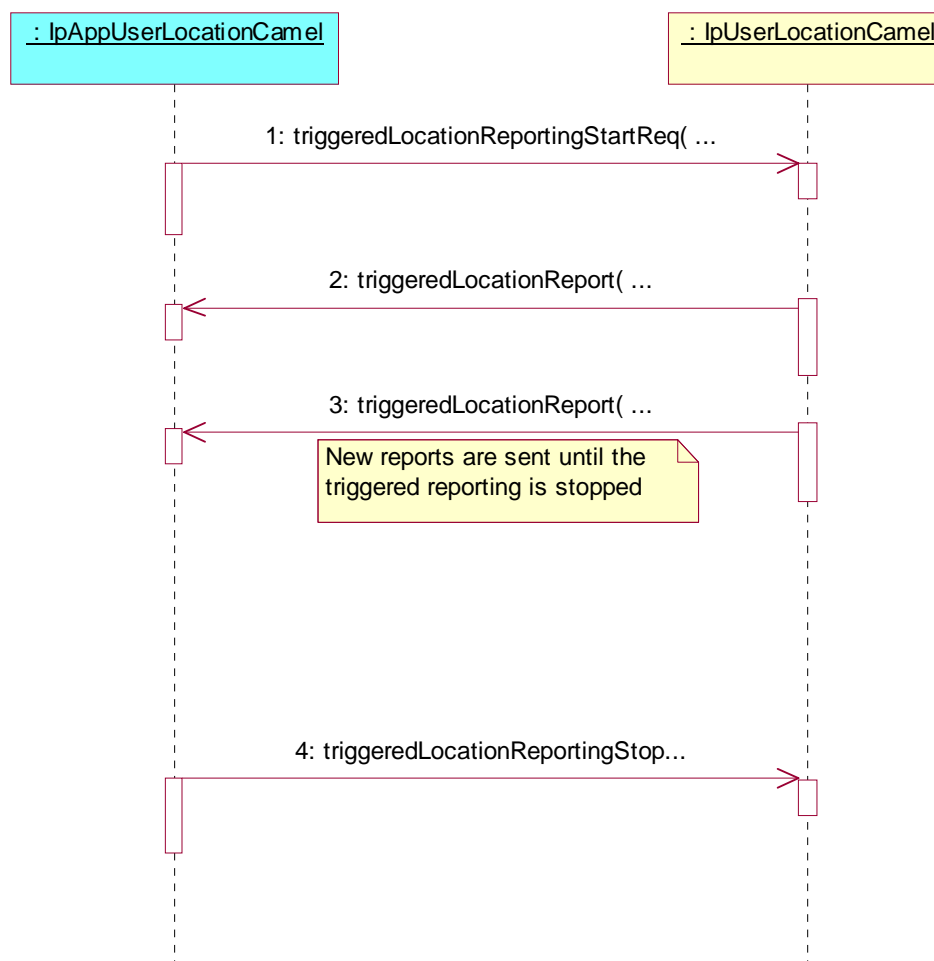 : IpAppUserLocationCamel
: IpUserLocationCamel
1: triggeredLocationReportingStartReq( ...
2: triggeredLocationReport( ...
3: triggeredLocationReport( ...
New reports are sent until the
triggered reporting is stopped
4: triggeredLocationReportingStop...